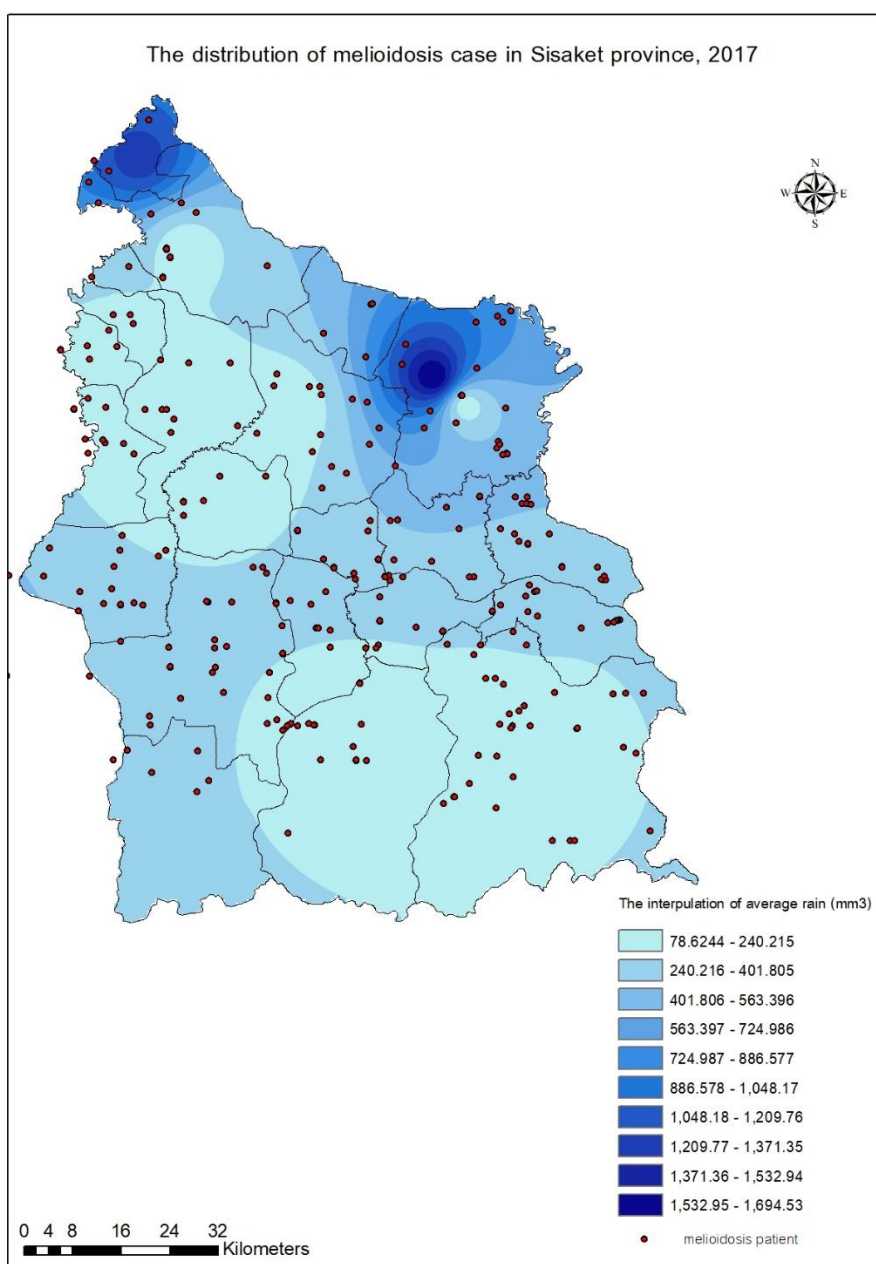 The distribution of melioidosis case in Sisaket province, 2017
N
W E
S
The interpulation of average rain (mm3)
78.6244 - 240.215
240.216 - 401.805
401.806 - 563.396
563.397 - 724.986
724.987 - 886.577
886.578 - 1,048.17
1,048.18 - 1,209.76
1,209.77 - 1,371.35
1,371.36 - 1,532.94
1,532.95 - 1,694.53
melioidosis patient
0 4 8 16 24 32
Kilometers